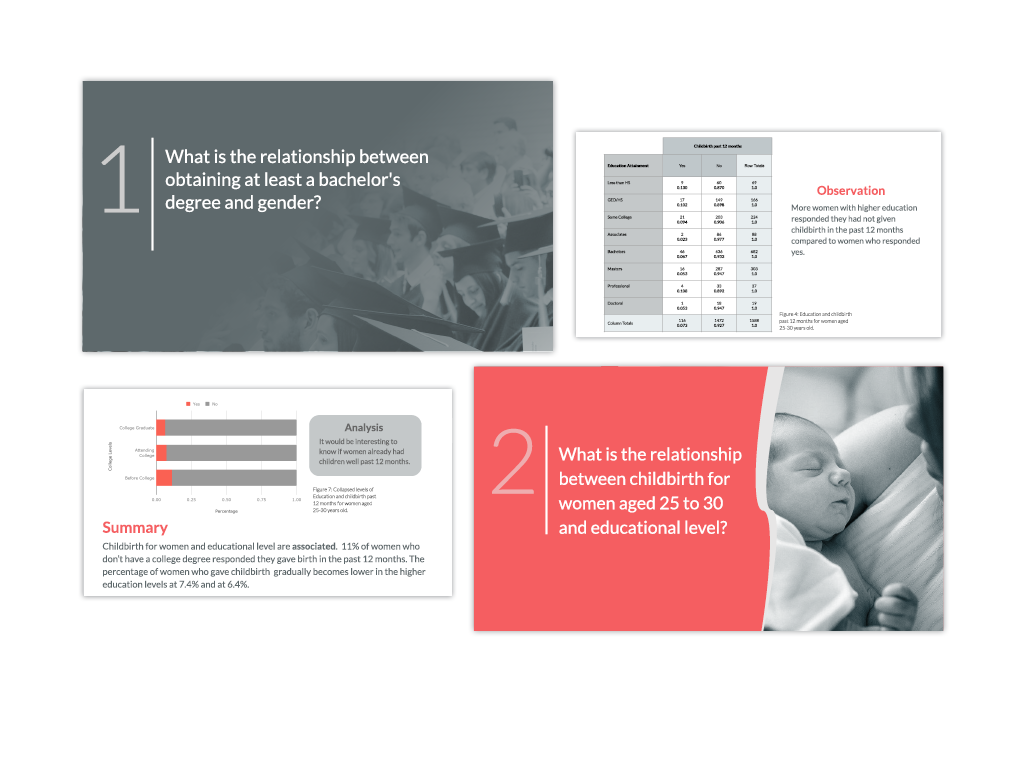 1
What is the relationship between
obtaining at least a bachelor's
degree and gender?
Childbirth past 12 months
Education Attainment Yes No Row Totals
Less than HS 9 60 69
0.130 0.870 1.0
GED/HS 17 149 166
0.102 0.898 1.0
Some College 21 203 224
0.094 0.906 1.0
Associates 2 86 88
0.023 0.977 1.0
Bachelors 46 636 682
0.067 0.933 1.0
Masters 16 287 303
0.053 0.947 1.0
Professional 4 33 37
0.108 0.892 1.0
Doctoral 1 18 19
0.053 0.947 1.0
Column Totals 116 1472 1588
0.073 0.927 1.0
Observation
More women with higher education
responded they had not given
childbirth in the past 12 months
compared to women who responded
yes.
Figure 4: Education and childbirth
past 12 months for women aged
25-30 years old.
Yes No
College Levels
College Graduate
Attending
College
Before College
0.00 0.25 0.50 0.75 1.00
Percentage
Analysis
It would be interesting to
know if women already had
children well past 12 months.
Figure 7: Collapsed levels of
Education and childbirth past
12 months for women aged
25-30 years old.
Summary
Childbirth for women and educational level are associated. 11% of women who
don't have a college degree responded they gave birth in the past 12 months. The
percentage of women who gave childbirth gradually becomes lower in the higher
education levels at 7.4% and at 6.4%.
2
What is the relationship
between childbirth for
women aged 25 to 30
and educational level?